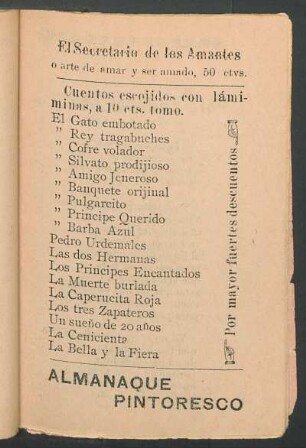 El Secretario de los Amantes
o arte de amar y ser amado, 50 ctvs.
Cuentos escojidos con lámi-
minas, a 10 cts. tomo.
El Gato embotado
" Rey tragabuches
" Cofre volador
" Silvato prodijioso
" Amigo Jeneroso
" Banquete orijinal
" Pulgarcito
" Principe Querido
" Barba Azul
Pedro Urdemales
Las dos Hermanas
Los Principes Encantados
La Muerte burlada
La Caperucita Roja
Los tres Zapateros
Un sueño de 20 años
La Cenicienta
La Bella y la Fiera
Por mayor fuertes descuentos
ALMANAQUE
PINTORESCO